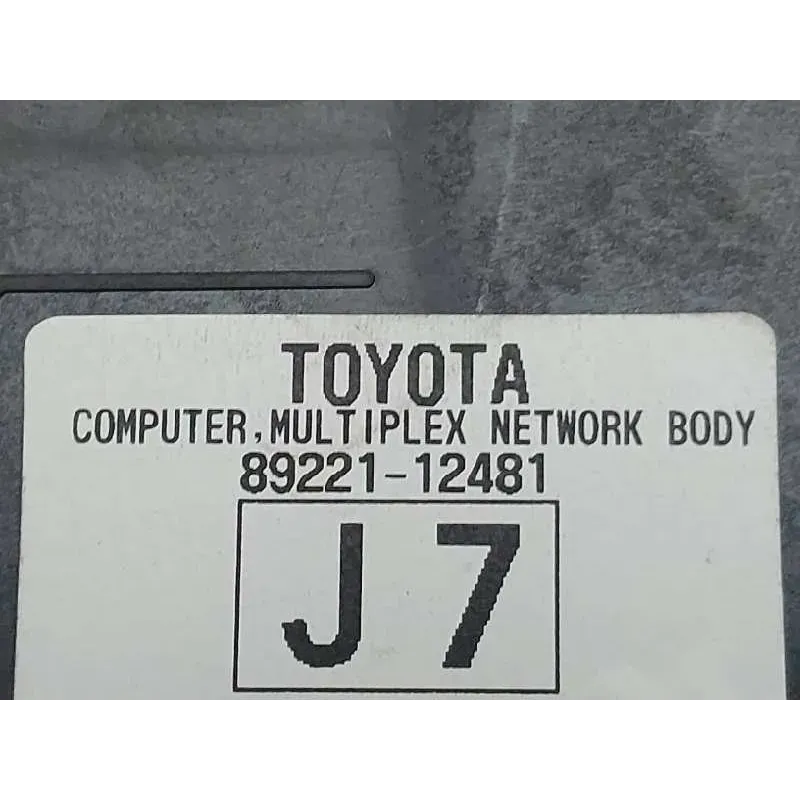 TOYOTA
COMPUTER, MULTIPLEX NETWORK BODY
89221-12481
J7